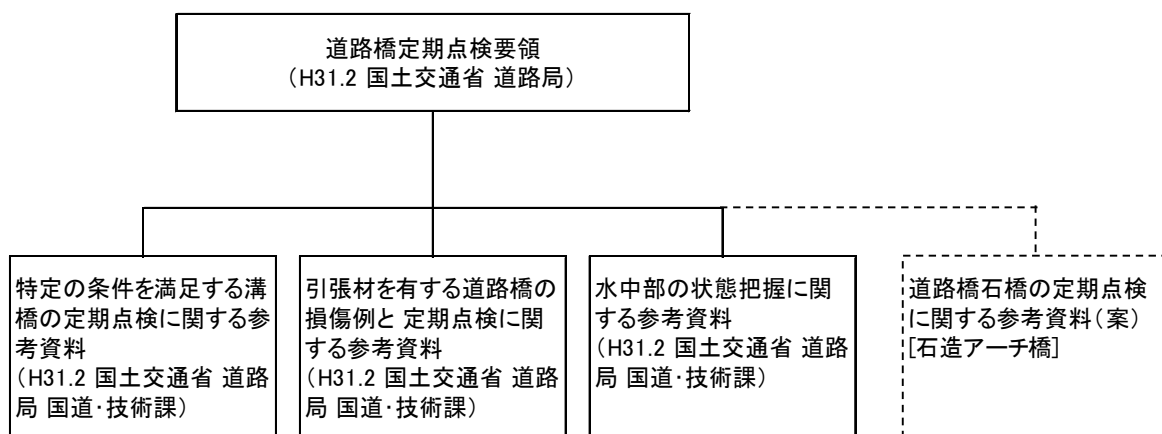 道路橋定期点検要領
（H31.2 国土交通省 道路局）
特定の条件を満足する溝
橋の定期点検に関する参
考資料
（H31.2 国土交通省 道路
局 国道・技術課）
引張材を有する道路橋の
損傷例と 定期点検に関
する参考資料
（H31.2 国土交通省 道路
局 国道・技術課）
水中部の状態把握に関
する参考資料
（H31.2 国土交通省 道路
局 国道・技術課）
道路橋石橋の定期点検
に関する参考資料（案）
[石造アーチ橋]